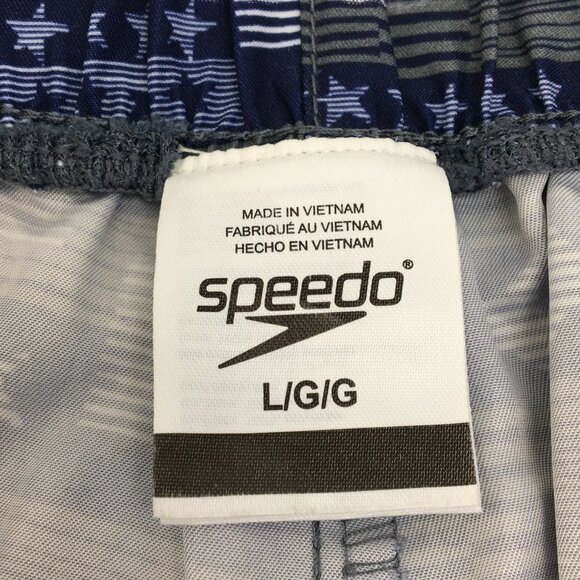 MADE IN VIETNAM
FABRIQUÉ AU VIETNAM
HECHO EN VIETNAM
speedo®
L/G/G